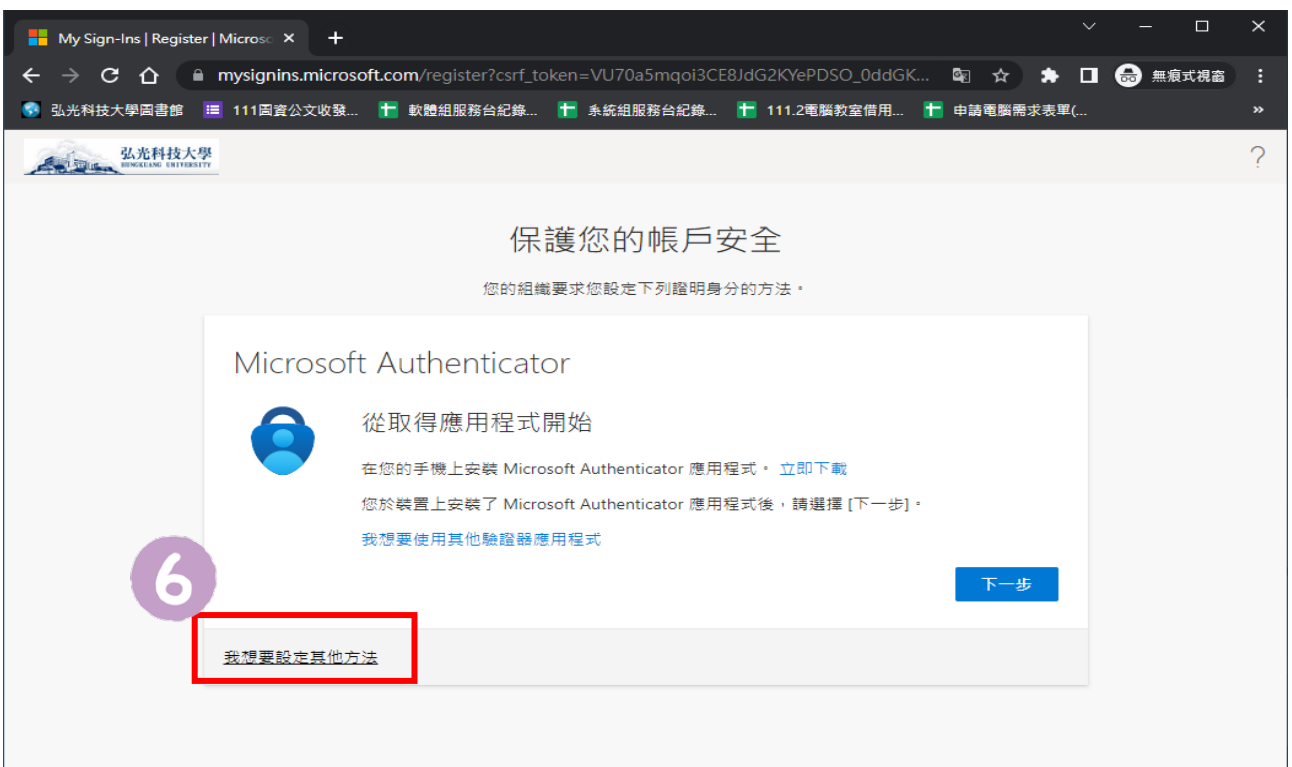 My Sign-Ins | Register | Microsc
mysignins.microsoft.com/register?csrf_token=VU70a5mqoi3CE8JdG2KYePDSO_0ddGK...
無痕式視窗
弘光科技大學圖書館
111圖資公文收發...
軟體組服務台紀錄...
系統組服務台紀錄...
111.2電腦教室借用...
申請電腦需求表單(...
»
弘光科技大學
HUNGKUANG UNIVERSITY
?
保護您的帳戶安全
您的組織要求您設定下列證明身分的方法。
Microsoft Authenticator
從取得應用程式開始
在您的手機上安裝 Microsoft Authenticator 應用程式。 立即下載
您於裝置上安裝了 Microsoft Authenticator 應用程式後,請選擇 [下一步]。
我想要使用其他驗證器應用程式
6
下一步
我想要設定其他方法